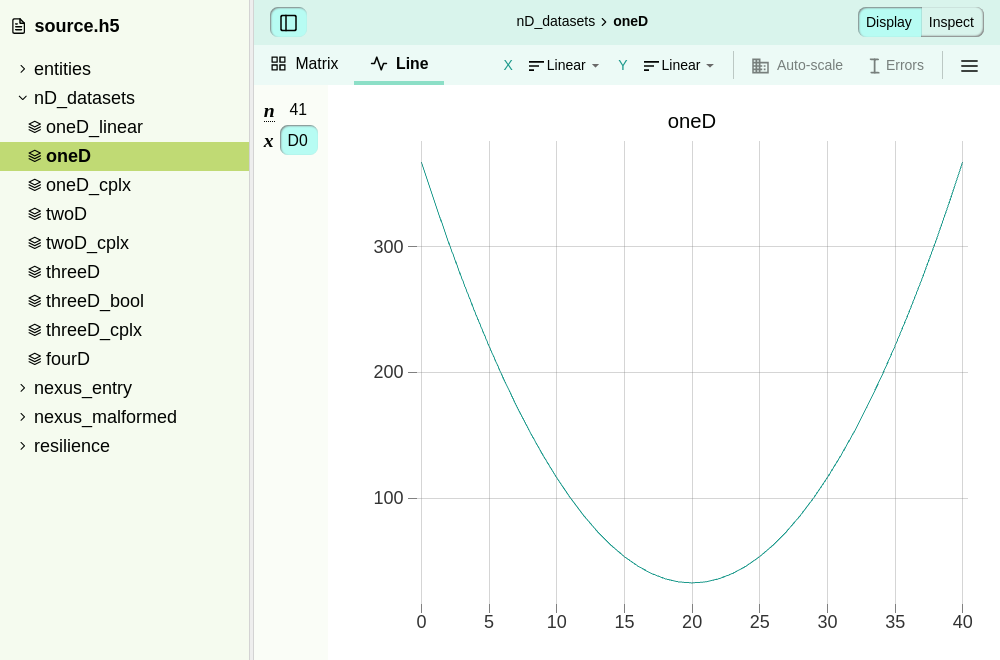 source.h5
entities
nD_datasets
oneD_linear
oneD
oneD_cplx
twoD
twoD_cplx
threeD
threeD_bool
threeD_cplx
fourD
nexus_entry
nexus_malformed
resilience
nD_datasets › oneD
Display Inspect
Matrix Line X Linear Y Linear Auto-scale Errors
n 41
x D0
oneD
300
200
100
0 5 10 15 20 25 30 35 40